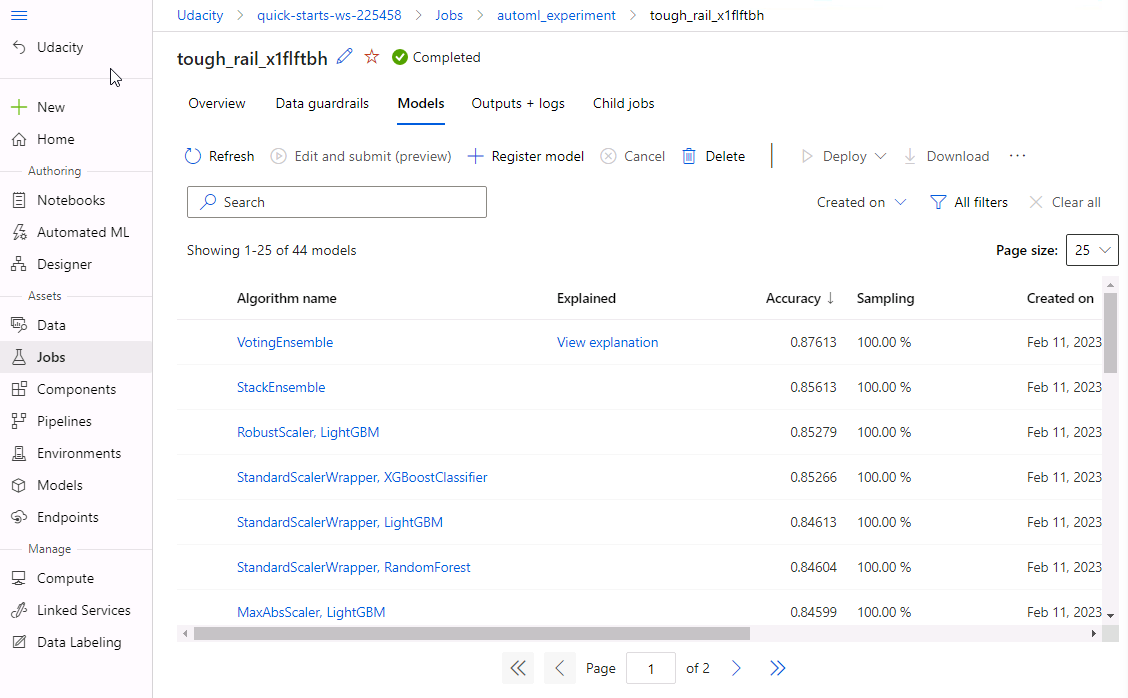 Udacity > quick-starts-ws-225458 > Jobs > automl_experiment > tough_rail_x1flftbh
Udacity
tough_rail_x1flftbh Completed
New
Home
Authoring
Notebooks
Automated ML
Designer
Assets
Data
Jobs
Components
Pipelines
Environments
Models
Endpoints
Manage
Compute
Linked Services
Data Labeling
Overview Data guardrails Models Outputs + logs Child jobs
Refresh Edit and submit (preview) Register model Cancel Delete Deploy Download ...
Search
Created on All filters Clear all
Showing 1-25 of 44 models
Page size: 25
Algorithm name Explained Accuracy ↓ Sampling Created on
VotingEnsemble View explanation 0.87613 100.00 % Feb 11, 2023
StackEnsemble 0.85613 100.00 % Feb 11, 2023
RobustScaler, LightGBM 0.85279 100.00 % Feb 11, 2023
StandardScalerWrapper, XGBoostClassifier 0.85266 100.00 % Feb 11, 2023
StandardScalerWrapper, LightGBM 0.84613 100.00 % Feb 11, 2023
StandardScalerWrapper, RandomForest 0.84604 100.00 % Feb 11, 2023
MaxAbsScaler, LightGBM 0.84599 100.00 % Feb 11, 2023
Page 1 of 2